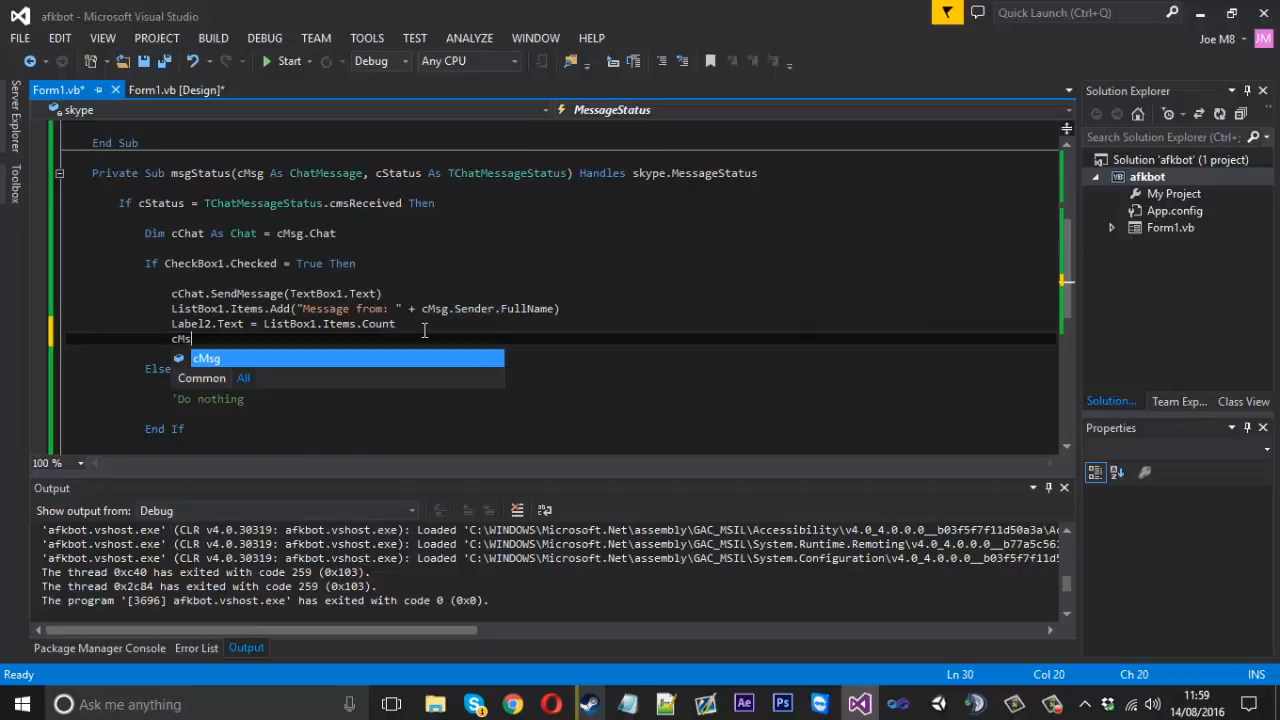 afkbot - Microsoft Visual Studio
Quick Launch (Ctrl+Q)
FILE EDIT VIEW PROJECT BUILD DEBUG TEAM TOOLS TEST ANALYZE WINDOW HELP
Joe M8 JM
Start Debug Any CPU
Server Explorer
Toolbox
Form1.vb* Form1.vb [Design]*
skype MessageStatus
End Sub
Private Sub msgStatus(cMsg As ChatMessage, cStatus As TChatMessageStatus) Handles skype.MessageStatus
If cStatus = TChatMessageStatus.cmsReceived Then
Dim cChat As Chat = cMsg.Chat
If CheckBox1.Checked = True Then
cChat.SendMessage(TextBox1.Text)
ListBox1.Items.Add("Message from: " + cMsg.Sender.FullName)
Label2.Text = ListBox1.Items.Count
cMs
cMsg
Common All
Else
'Do nothing
End If
100 %
Solution Explorer
Search Solution Explorer (Ctrl+;
Solution 'afkbot' (1 project)
VB afkbot
My Project
App.config
Form1.vb
Solution... Team Exp... Class View
Properties
Output
Show output from: Debug
'afkbot.vshost.exe' (CLR v4.0.30319: afkbot.vshost.exe): Loaded 'C:\WINDOWS\Microsoft.Net\assembly\GAC_MSIL\Accessibility\v4.0_4.0.0.0__b03f5f7f11d50a3a\Ac
'afkbot.vshost.exe' (CLR v4.0.30319: afkbot.vshost.exe): Loaded 'C:\WINDOWS\Microsoft.Net\assembly\GAC_MSIL\System.Runtime.Remoting\v4.0_4.0.0.0__b77a5c56
'afkbot.vshost.exe' (CLR v4.0.30319: afkbot.vshost.exe): Loaded 'C:\WINDOWS\Microsoft.Net\assembly\GAC_MSIL\System.Configuration\v4.0_4.0.0.0__b03f5f7f11d
The thread 0xc40 has exited with code 259 (0x103).
The thread 0x2c84 has exited with code 259 (0x103).
The program '[3696] afkbot.vshost.exe' has exited with code 0 (0x0).
Package Manager Console Error List Output
Ready Ln 30 Col 20 Ch 20 INS
Ask me anything
Ae Ps
11:59
14/08/2016